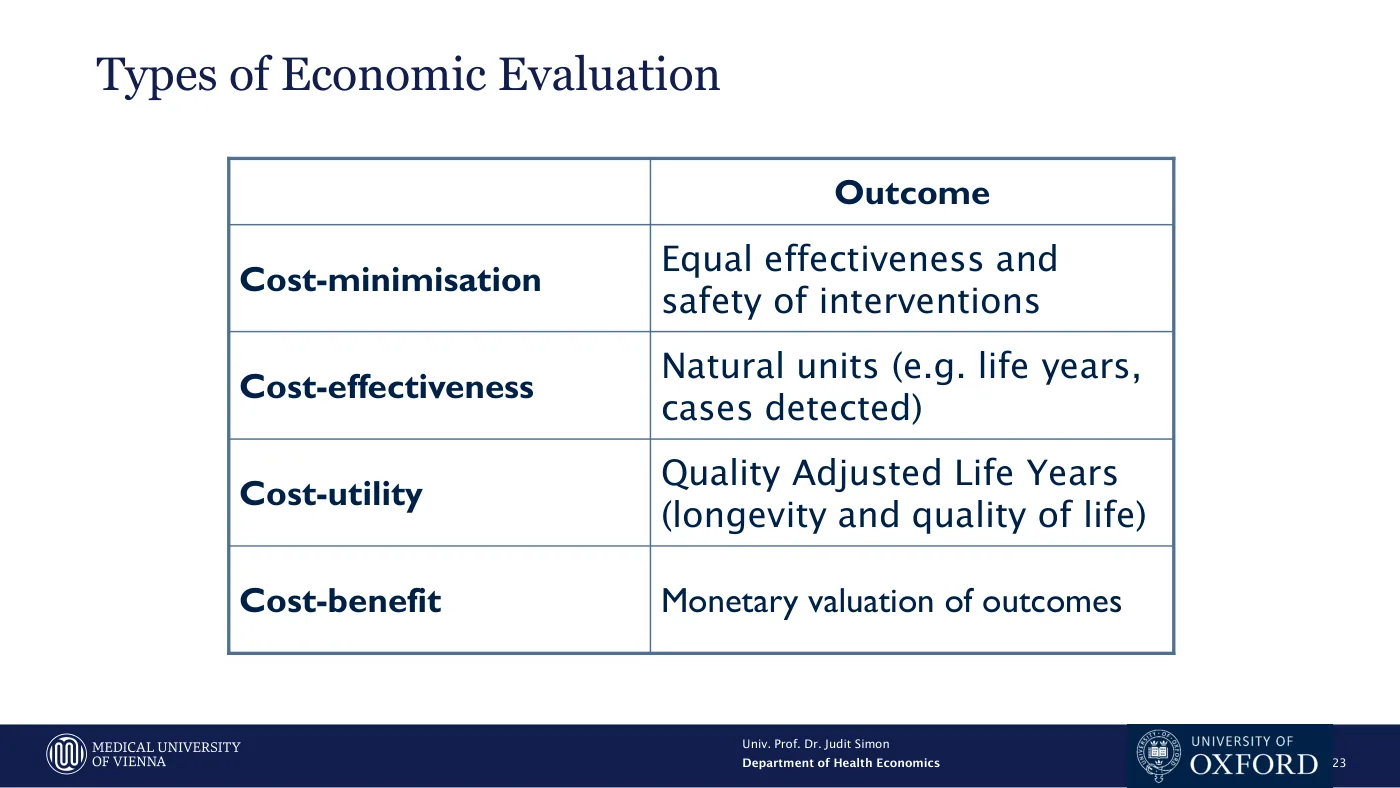 Types of Economic Evaluation
Outcome
Cost-minimisation
Equal effectiveness and
safety of interventions
Cost-effectiveness
Natural units (e.g. life years,
cases detected)
Cost-utility
Quality Adjusted Life Years
(longevity and quality of life)
Cost-benefit
Monetary valuation of outcomes
MEDICAL UNIVERSITY
OF VIENNA
Univ. Prof. Dr. Judit Simon
Department of Health Economics
UNIVERSITY OF
OXFORD
23